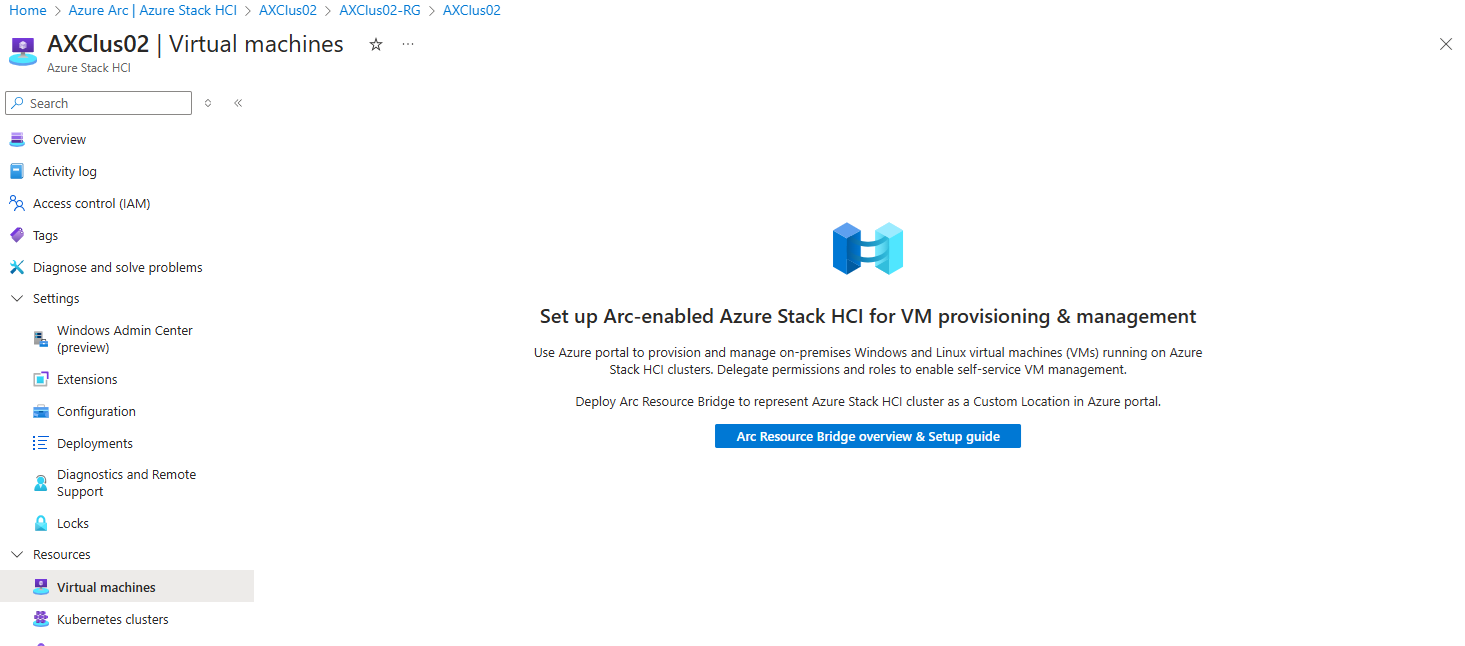 Home > Azure Arc | Azure Stack HCI > AXClus02 > AXClus02-RG > AXClus02
AXClus02 | Virtual machines
Azure Stack HCI
Search
Overview
Activity log
Access control (IAM)
Tags
Diagnose and solve problems
Settings
Windows Admin Center
(preview)
Extensions
Configuration
Deployments
Diagnostics and Remote
Support
Locks
Resources
Virtual machines
Kubernetes clusters
Set up Arc-enabled Azure Stack HCI for VM provisioning & management
Use Azure portal to provision and manage on-premises Windows and Linux virtual machines (VMs) running on Azure
Stack HCI clusters. Delegate permissions and roles to enable self-service VM management.
Deploy Arc Resource Bridge to represent Azure Stack HCI cluster as a Custom Location in Azure portal.
Arc Resource Bridge overview & Setup guide